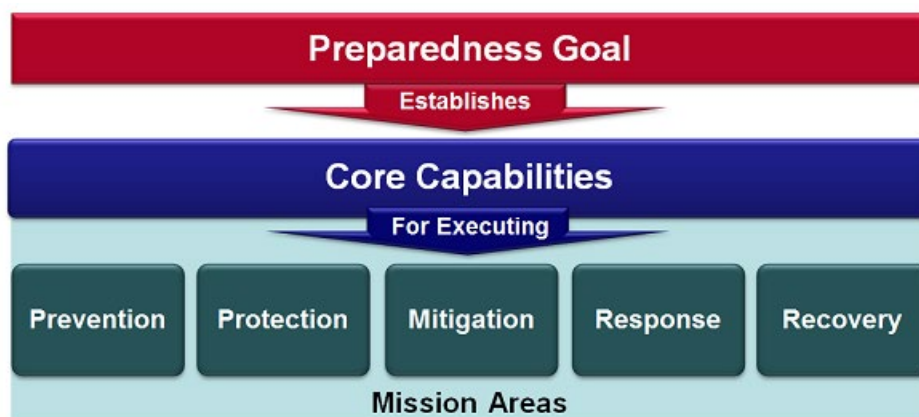 Preparedness Goal
Establishes
Core Capabilities
For Executing
Prevention Protection Mitigation Response Recovery
Mission Areas